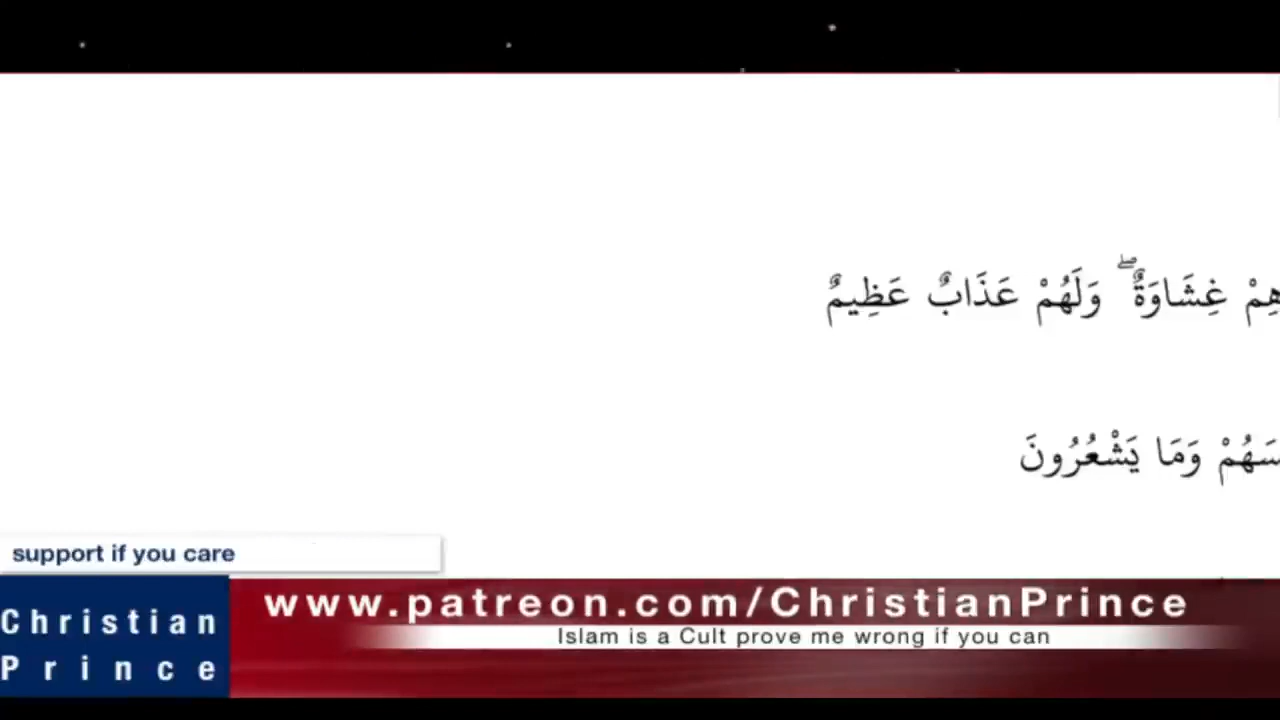 غِشَاوَةٌ ۖ وَلَهُمْ عَذَابٌ عَظِيمٌ
وَمَا يَشْعُرُونَ
support if you care
Christian
Prince
www.patreon.com/ChristianPrince
Islam is a Cult prove me wrong if you can